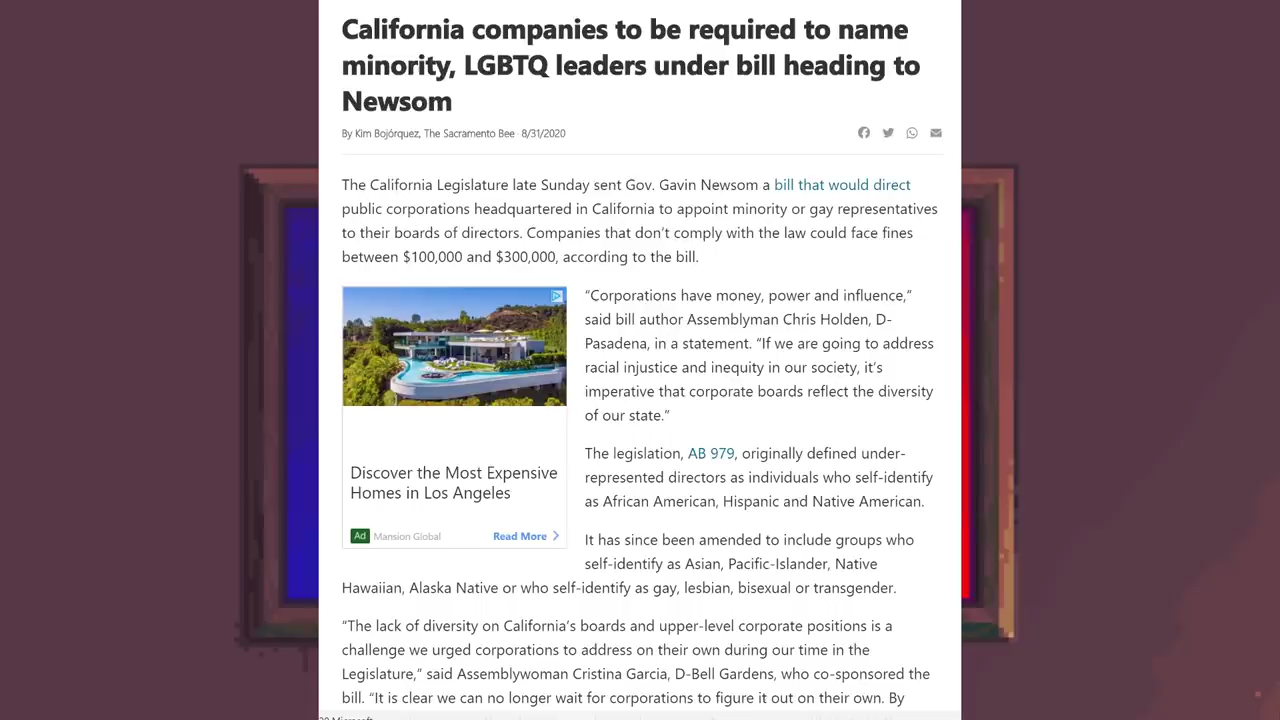 California companies to be required to name
minority, LGBTQ leaders under bill heading to
Newsom
By Kim Bojórquez, The Sacramento Bee · 8/31/2020
The California Legislature late Sunday sent Gov. Gavin Newsom a bill that would direct
public corporations headquartered in California to appoint minority or gay representatives
to their boards of directors. Companies that don’t comply with the law could face fines
between $100,000 and $300,000, according to the bill.
Discover the Most Expensive
Homes in Los Angeles
Ad Mansion Global Read More
“Corporations have money, power and influence,”
said bill author Assemblyman Chris Holden, D-
Pasadena, in a statement. “If we are going to address
racial injustice and inequity in our society, it’s
imperative that corporate boards reflect the diversity
of our state.”
The legislation, AB 979, originally defined under-
represented directors as individuals who self-identify
as African American, Hispanic and Native American.
It has since been amended to include groups who
self-identify as Asian, Pacific-Islander, Native
Hawaiian, Alaska Native or who self-identify as gay, lesbian, bisexual or transgender.
“The lack of diversity on California’s boards and upper-level corporate positions is a
challenge we urged corporations to address on their own during our time in the
Legislature,” said Assemblywoman Cristina Garcia, D-Bell Gardens, who co-sponsored the
bill. “It is clear we can no longer wait for corporations to figure it out on their own. By